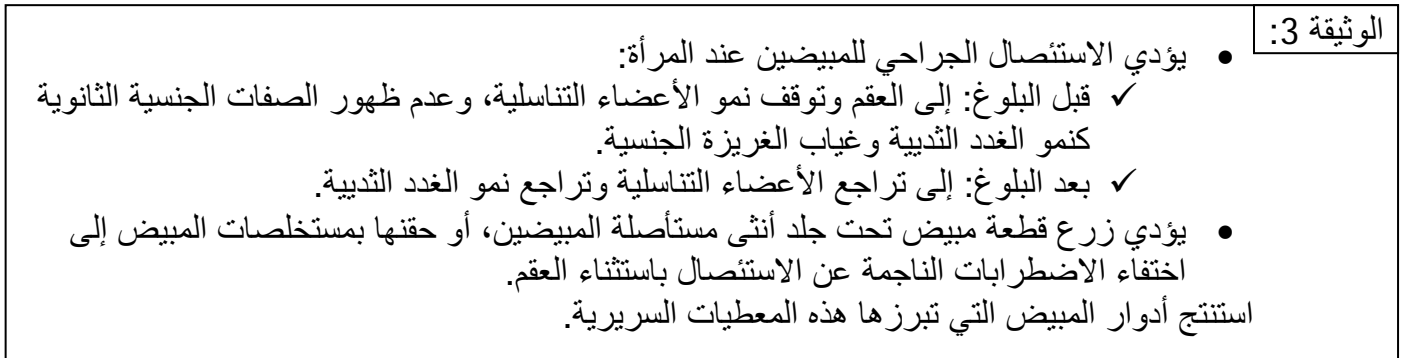 الوثيقة 3:
• يؤدي الاستئصال الجراحي للمبيضين عند المرأة:
✓ قبل البلوغ: إلى العقم وتوقف نمو الأعضاء التناسلية، وعدم ظهور الصفات الجنسية الثانوية
كنمو الغدد الثديية وغياب الغريزة الجنسية.
✓ بعد البلوغ: إلى تراجع الأعضاء التناسلية وتراجع نمو الغدد الثديية.
• يؤدي زرع قطعة مبيض تحت جلد أنثى مستأصلة المبيضين، أو حقنها بمستخلصات المبيض إلى
اختفاء الاضطرابات الناجمة عن الاستئصال باستثناء العقم.
استنتج أدوار المبيض التي تبرزها هذه المعطيات السريرية.